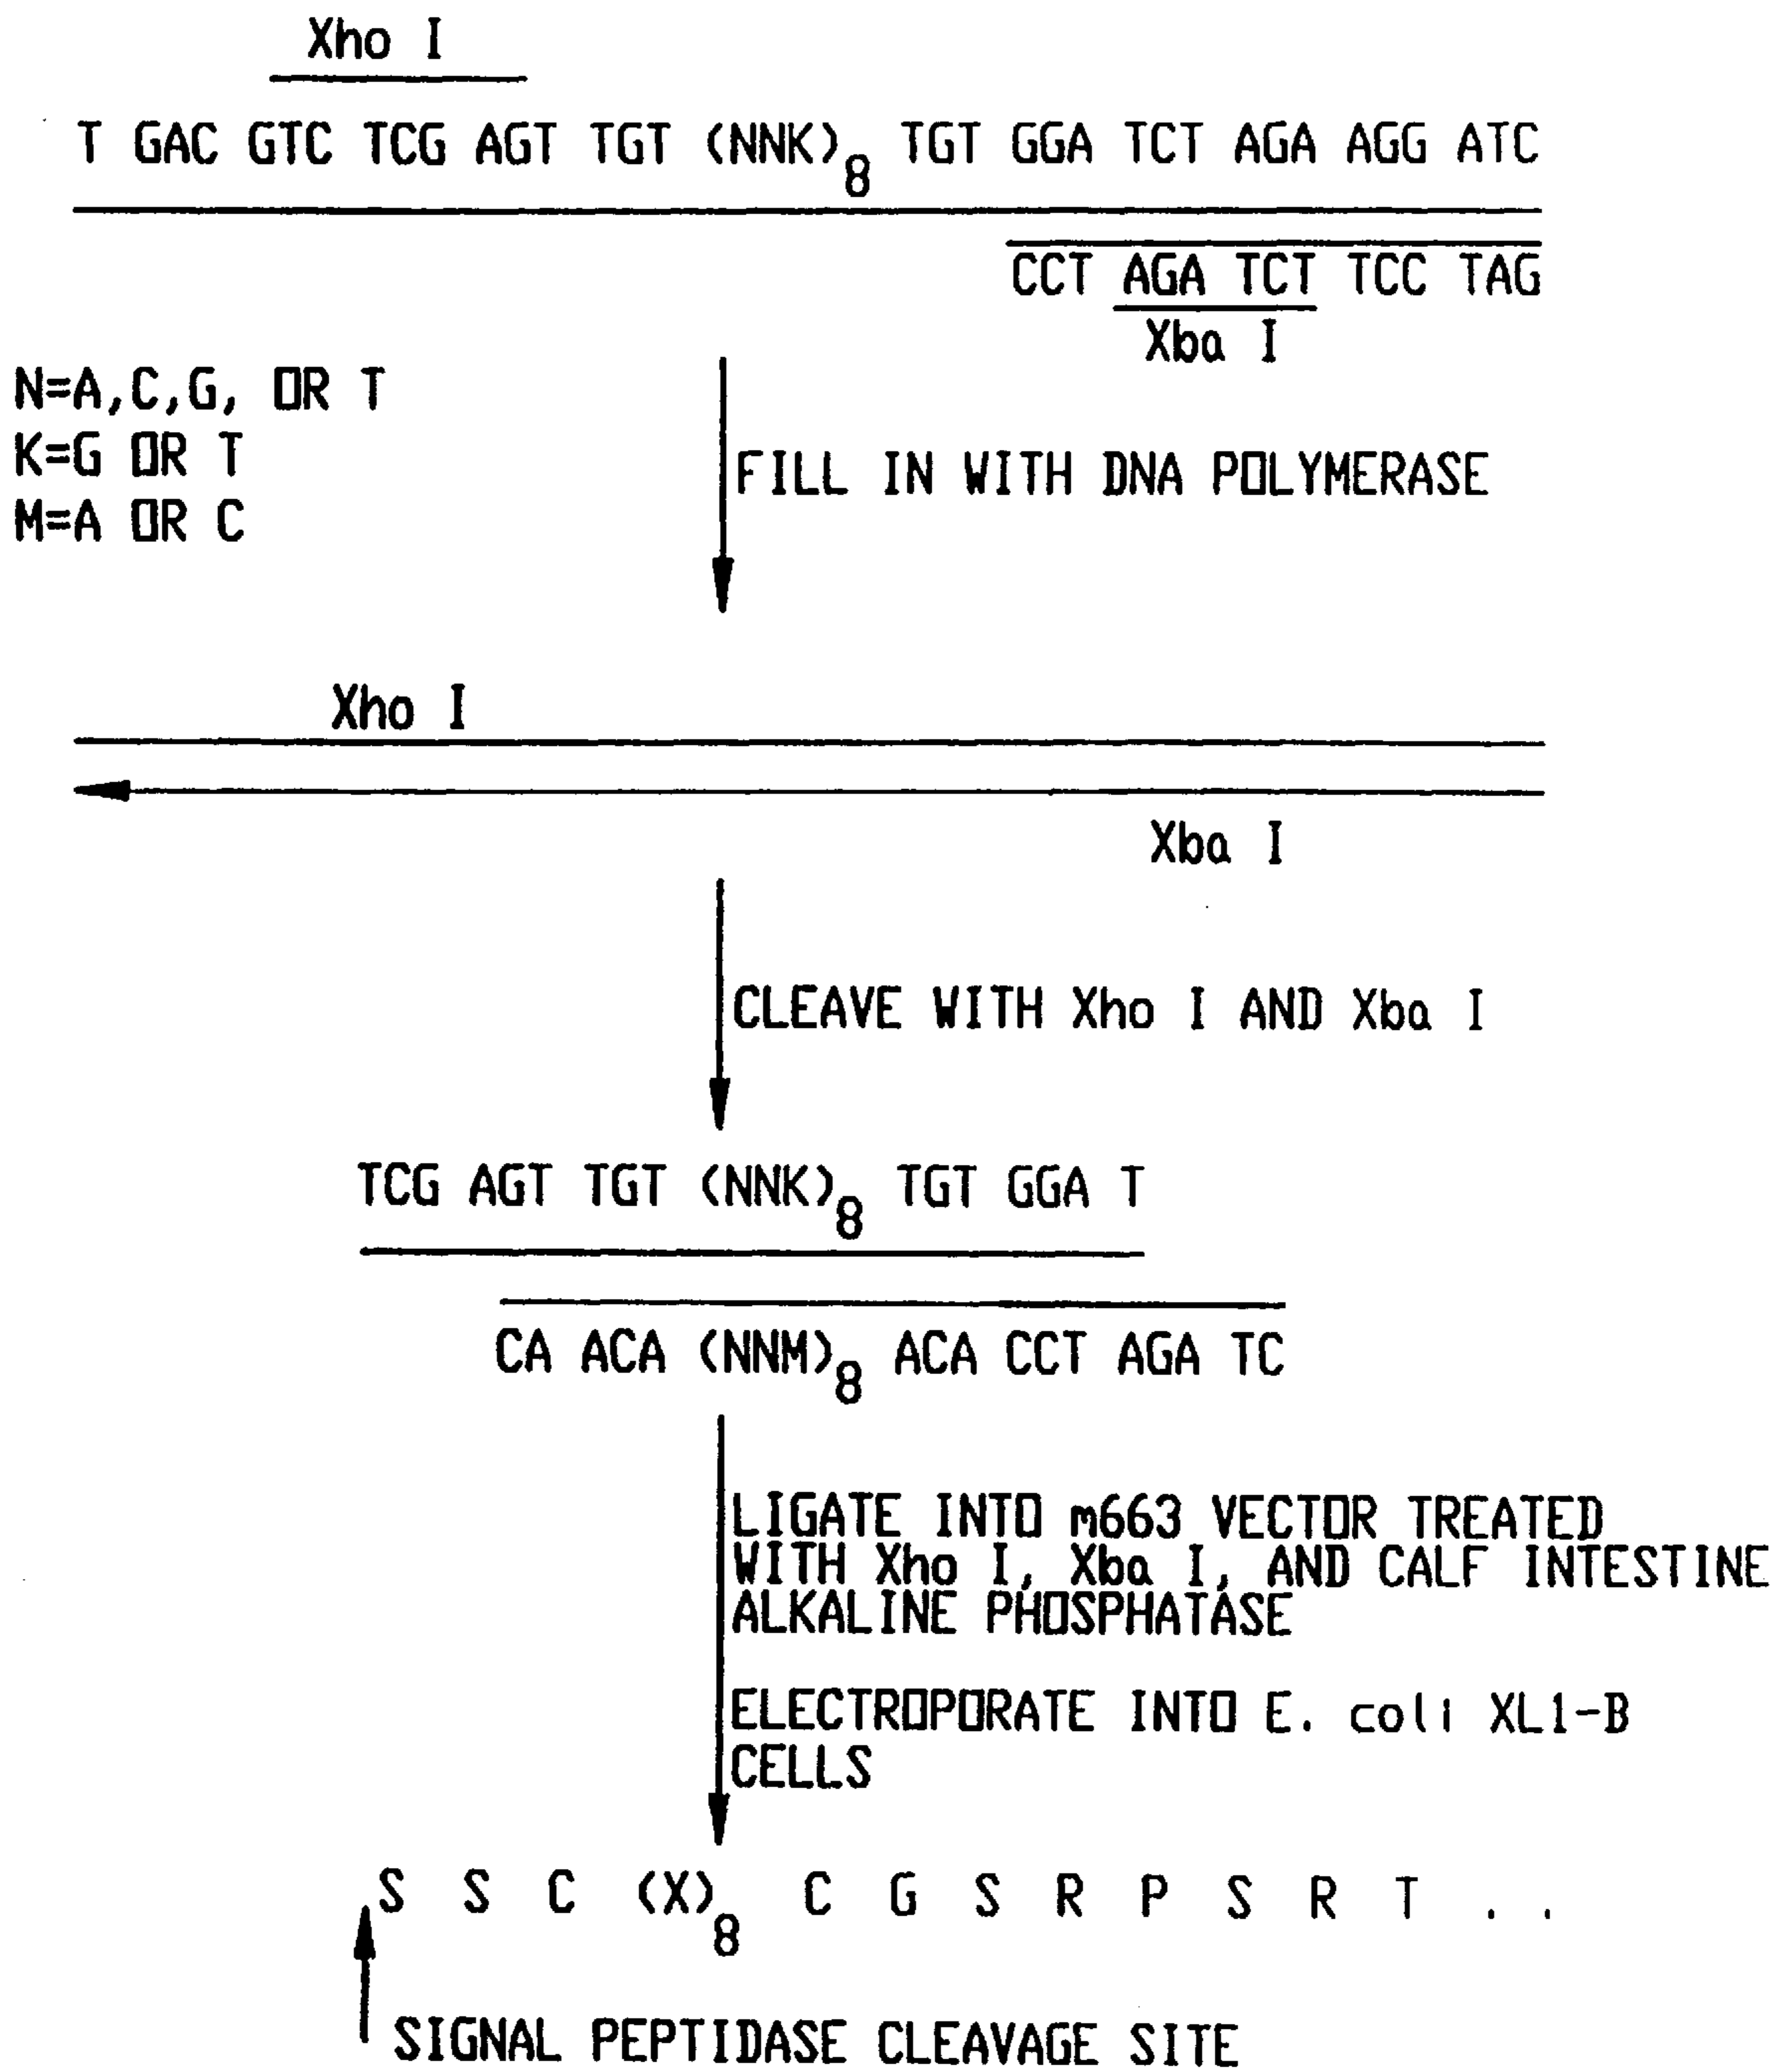 Xho I
T GAC GTC TCG AGT TGT (NNK)8 TGT GGA TCT AGA AGG ATC
CCT AGA TCT TCC TAG
Xba I
N=A,C,G, OR T
K=G OR T
M=A OR C
FILL IN WITH DNA POLYMERASE
Xho I
Xba I
CLEAVE WITH Xho I AND Xba I
TCG AGT TGT (NNK)8 TGT GGA T
CA ACA (NNM)8 ACA CCT AGA TC
LIGATE INTO m663 VECTOR TREATED
WITH Xho I, Xba I, AND CALF INTESTINE
ALKALINE PHOSPHATASE
ELECTROPORATE INTO E. coli XL1-B
CELLS
S S C (X)8 C G S R P S R T . .
SIGNAL PEPTIDASE CLEAVAGE SITE